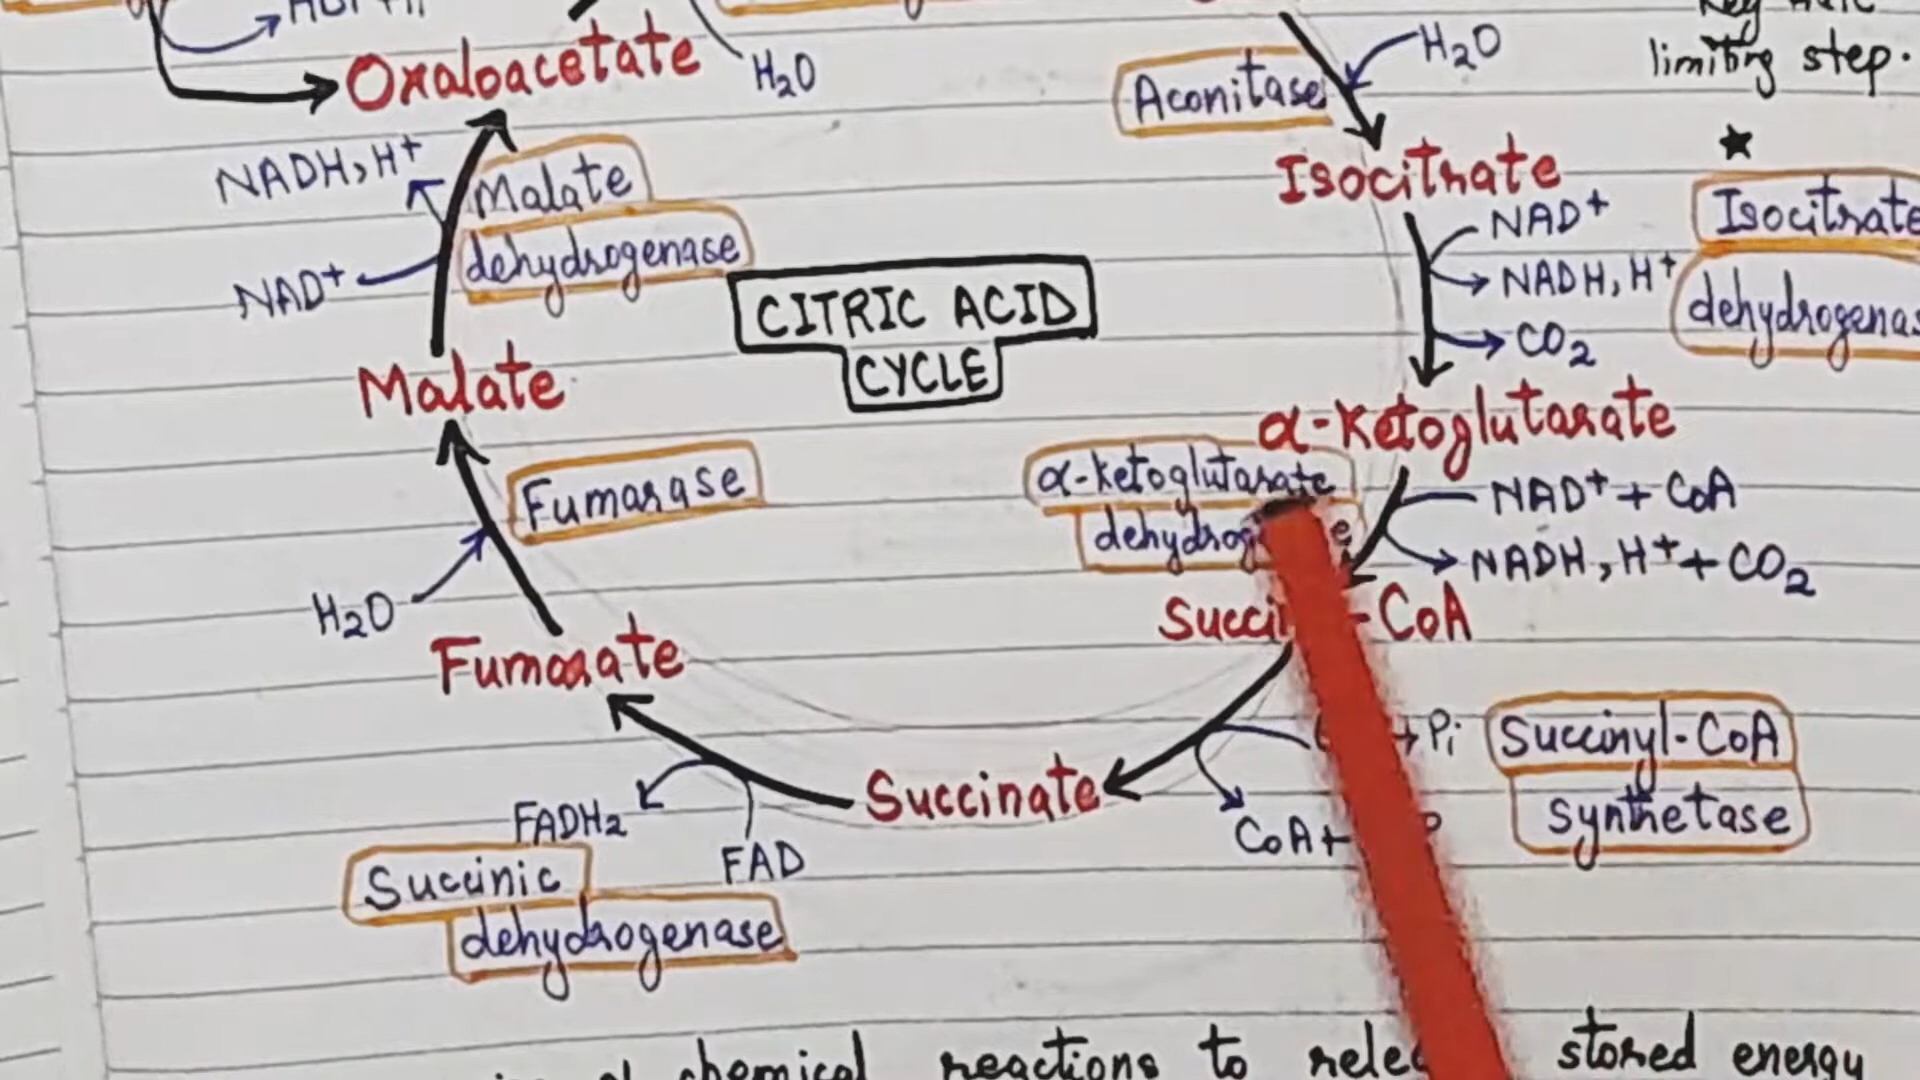 Oxaloacetate
H₂O
H₂O
Key
limiting step.
Aconitase
Isocitrate
NADH, H⁺
Malate
dehydrogenase
NAD⁺
NAD⁺
NADH, H⁺
CO₂
★
Isocitrate
CITRIC ACID
CYCLE
Malate
α-Ketoglutarate
α-ketoglutarate
Fumarase
NAD⁺ + CoA
NADH, H⁺ + CO₂
H₂O
Fumarate
-CoA
Pi
Succinyl-CoA
synthetase
Succinate
CoA+
FADH₂
FAD
Succinic
dehydrogenase
chemical reactions to stored energy